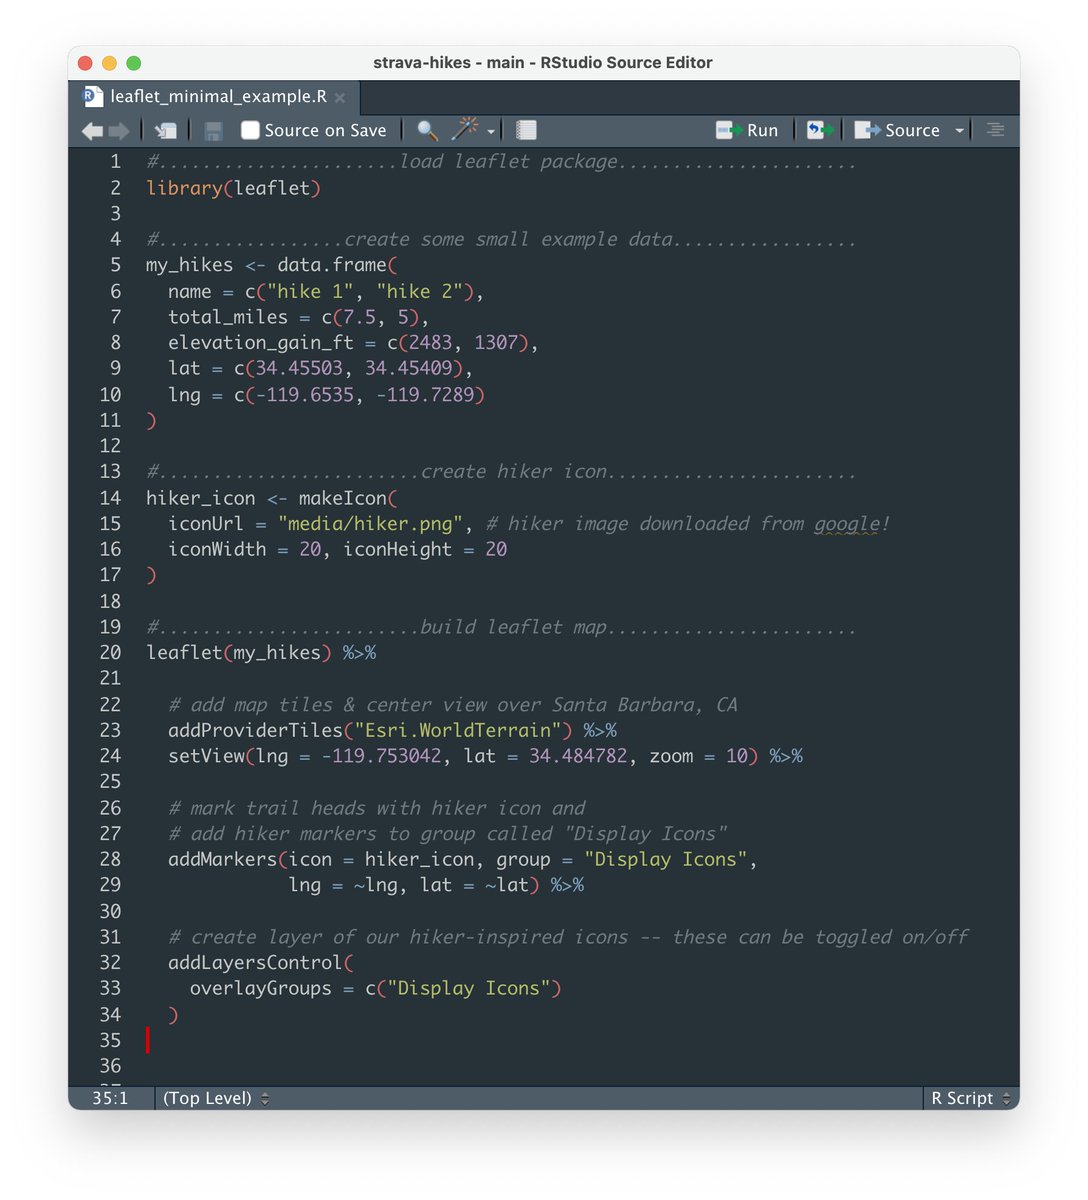 strava-hikes - main - RStudio Source Editor
leaflet_minimal_example.R
Source on Save
Run
Source
1 #......................load leaflet package......................
2 library(leaflet)
3
4 #.................create some small example data.................
5 my_hikes <- data.frame(
6   name = c("hike 1", "hike 2"),
7   total_miles = c(7.5, 5),
8   elevation_gain_ft = c(2483, 1307),
9   lat = c(34.45503, 34.45409),
10   lng = c(-119.6535, -119.7289)
11 )
12
13 #........................create hiker icon.......................
14 hiker_icon <- makeIcon(
15   iconUrl = "media/hiker.png", # hiker image downloaded from google!
16   iconWidth = 20, iconHeight = 20
17 )
18
19 #........................build leaflet map.......................
20 leaflet(my_hikes) %>%
21
22   # add map tiles & center view over Santa Barbara, CA
23   addProviderTiles("Esri.WorldTerrain") %>%
24   setView(lng = -119.753042, lat = 34.484782, zoom = 10) %>%
25
26   # mark trail heads with hiker icon and
27   # add hiker markers to group called "Display Icons"
28   addMarkers(icon = hiker_icon, group = "Display Icons",
29              lng = ~lng, lat = ~lat) %>%
30
31   # create layer of our hiker-inspired icons -- these can be toggled on/off
32   addLayersControl(
33     overlayGroups = c("Display Icons")
34   )
35
36
35:1 (Top Level) R Script